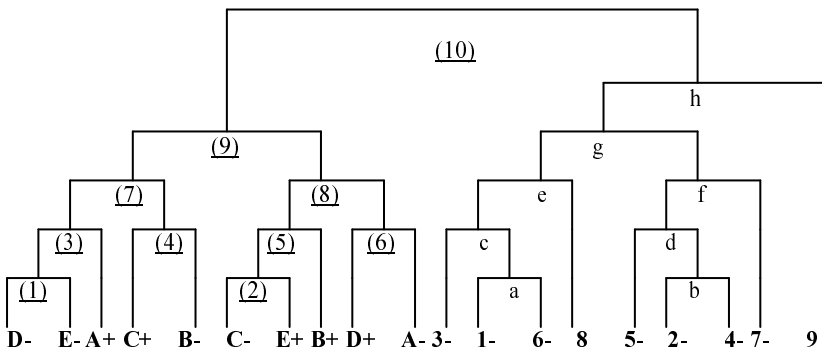 (10)
h
(9) g
(7) (8) e f
(3) (4) (5) (6) c d
(1) (2) a b
D- E- A+ C+ B- C- E+ B+ D+ A- 3- 1- 6- 8 5- 2- 4- 7- 9